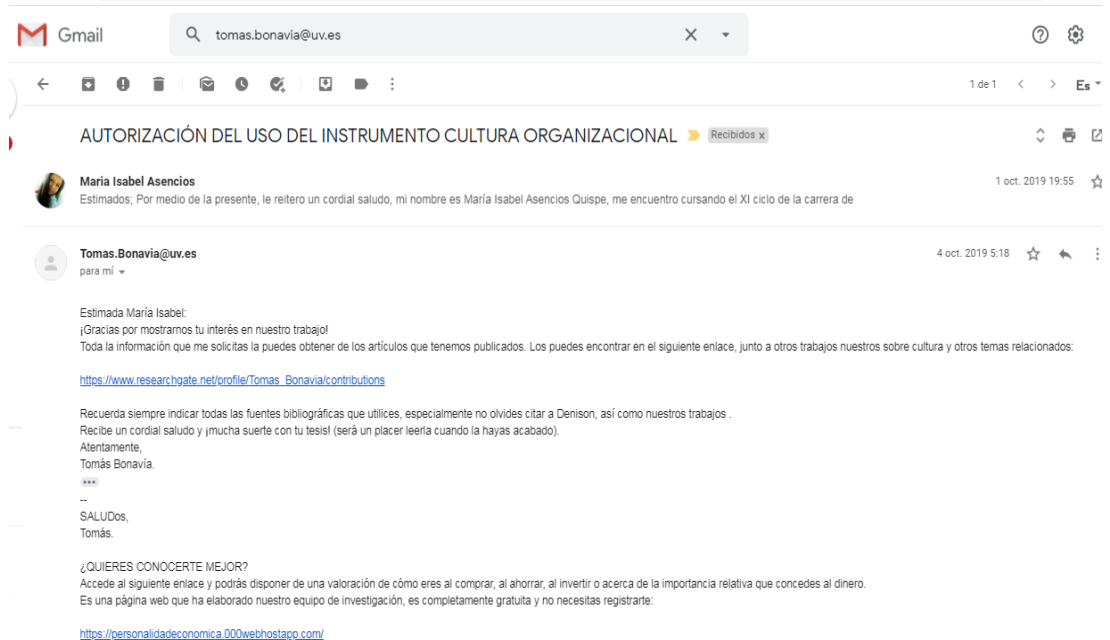 Gmail
tomas.bonavia@uv.es
1 de 1
Es
AUTORIZACIÓN DEL USO DEL INSTRUMENTO CULTURA ORGANIZACIONAL
Recibidos x
Maria Isabel Asencios
1 oct. 2019 19:55
Estimados; Por medio de la presente, le reitero un cordial saludo, mi nombre es María Isabel Asencios Quispe, me encuentro cursando el XI ciclo de la carrera de
Tomas.Bonavia@uv.es
4 oct. 2019 5:18
para mí
Estimada María Isabel:
¡Gracias por mostrarnos tu interés en nuestro trabajo!
Toda la información que me solicitas la puedes obtener de los artículos que tenemos publicados. Los puedes encontrar en el siguiente enlace, junto a otros trabajos nuestros sobre cultura y otros temas relacionados:
https://www.researchgate.net/profile/Tomas_Bonavia/contributions
Recuerda siempre indicar todas las fuentes bibliográficas que utilices, especialmente no olvides citar a Denison, así como nuestros trabajos .
Recibe un cordial saludo y ¡mucha suerte con tu tesis! (será un placer leerla cuando la hayas acabado).
Atentamente,
Tomás Bonavía.
--
SALUDos,
Tomás.
¿QUIERES CONOCERTE MEJOR?
Accede al siguiente enlace y podrás disponer de una valoración de cómo eres al comprar, al ahorrar, al invertir o acerca de la importancia relativa que concedes al dinero.
Es una página web que ha elaborado nuestro equipo de investigación, es completamente gratuita y no necesitas registrarte:
https://personalidadeconomica.000webhostapp.com/